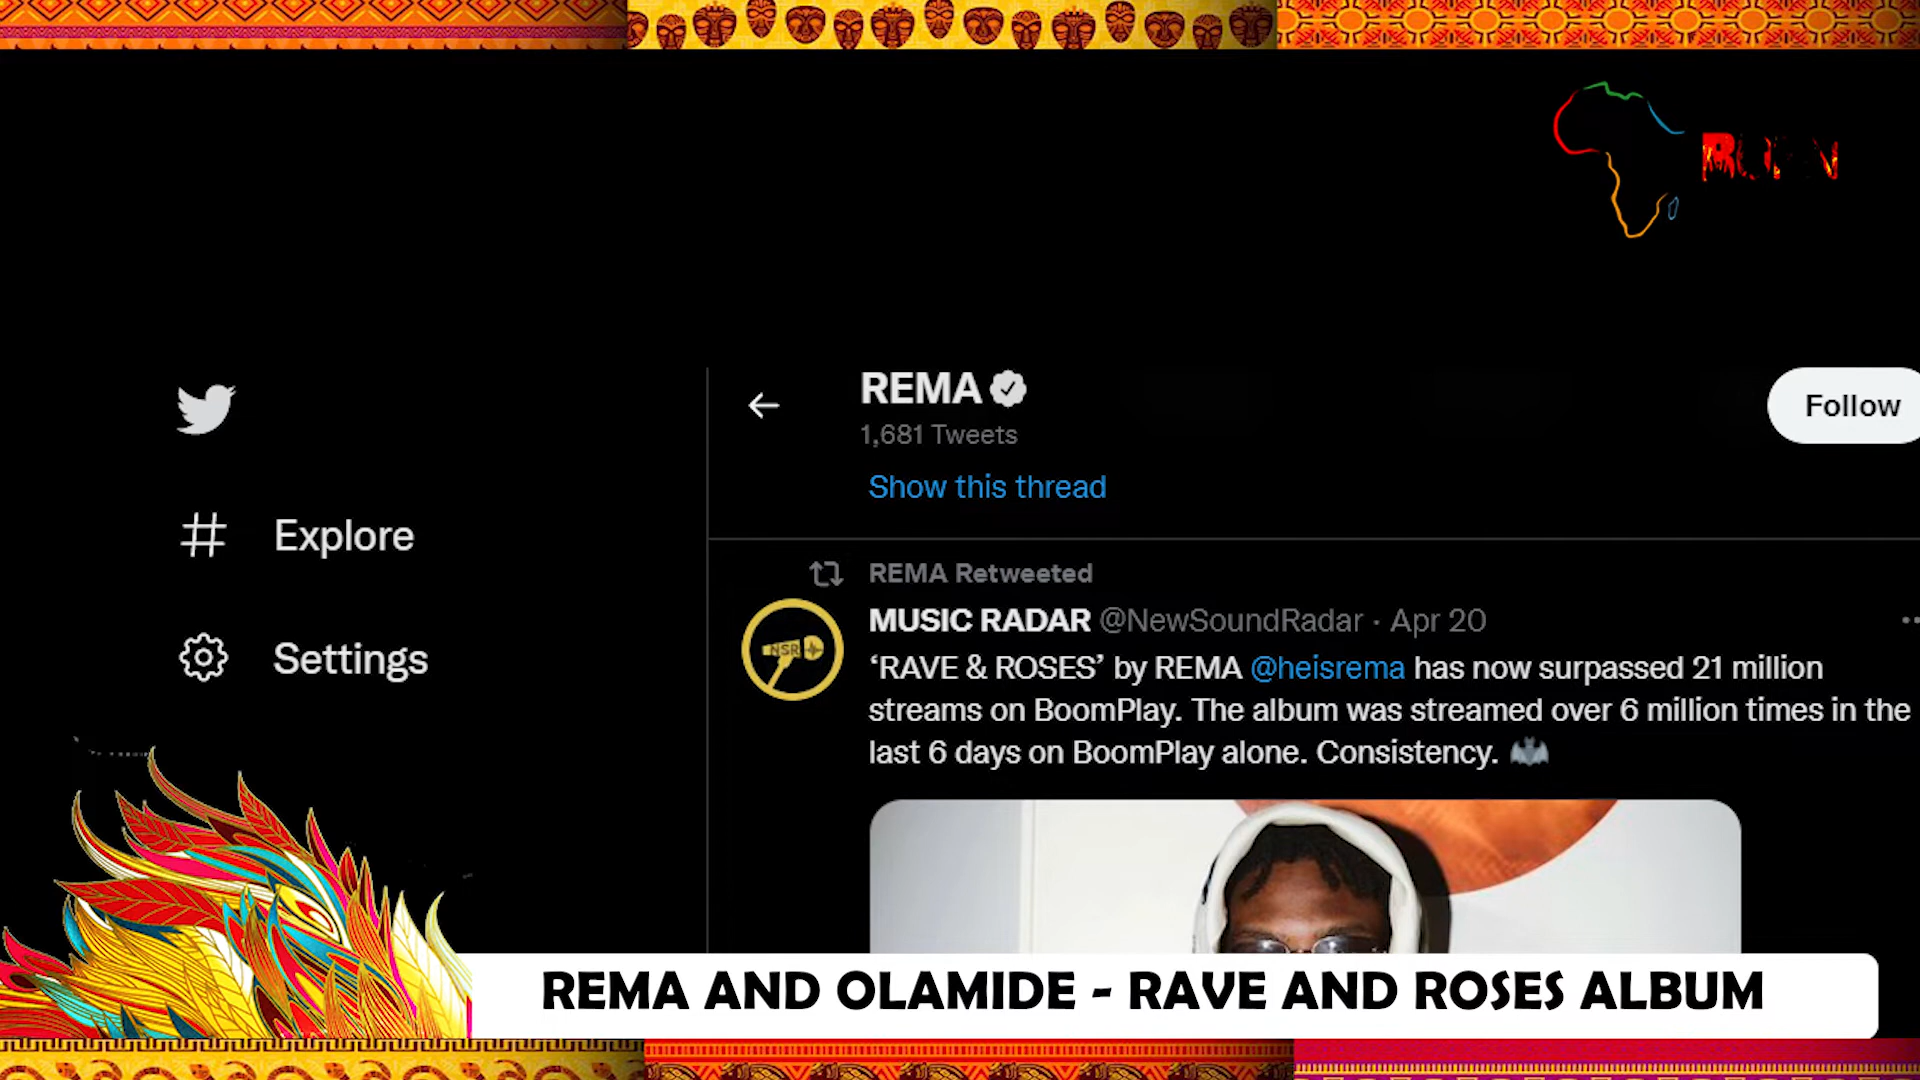 BURN
REMA
1,681 Tweets
Follow
Show this thread
Explore
Settings
REMA Retweeted
MUSIC RADAR @NewSoundRadar · Apr 20
NSR
‘RAVE & ROSES’ by REMA @heisrema has now surpassed 21 million
streams on BoomPlay. The album was streamed over 6 million times in the
last 6 days on BoomPlay alone. Consistency. 🦇
REMA AND OLAMIDE - RAVE AND ROSES ALBUM